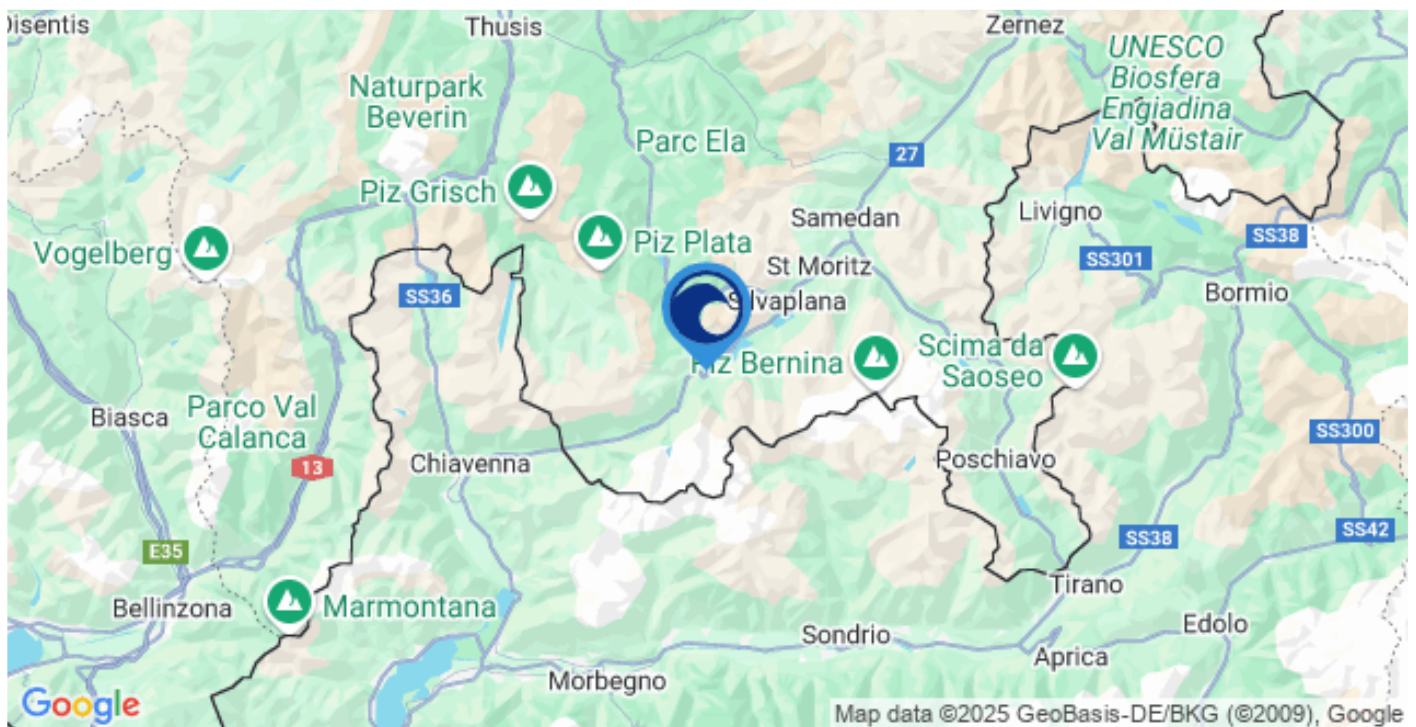 Disentis
Thusis
Zernez
UNESCO
Biosfera
Engiadina
Val Müstair
Naturpark
Beverin
Parc Ela
27
Piz Grisch
Samedan
Livigno
Vogelberg
Piz Plata
SS38
St Moritz
SS301
SS36
Silvaplana
Bormio
Piz Bernina
Scima da
Saoseo
Biasca
Parco Val
Calanca
SS300
13
Chiavenna
Poschiavo
SS42
E35
SS38
Tirano
Bellinzona
Marmontana
Sondrio
Edolo
Aprica
Morbegno
Google
Map data ©2025 GeoBasis-DE/BKG (©2009), Google